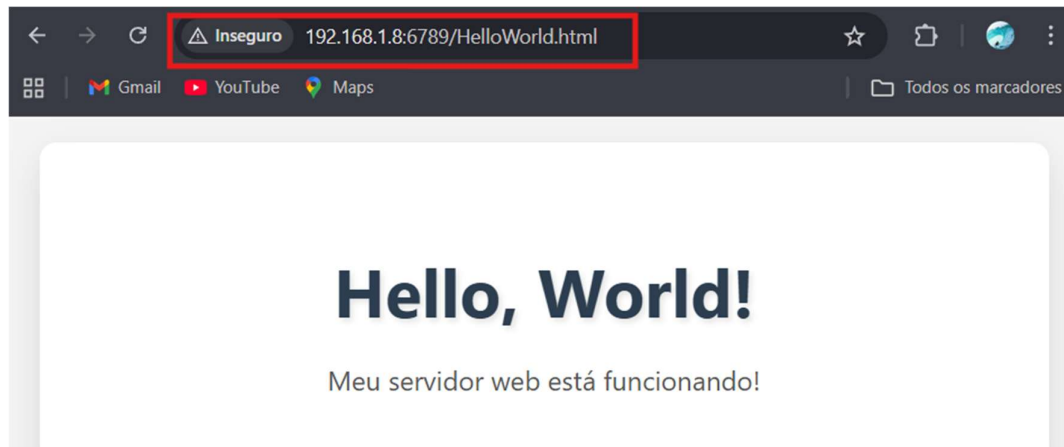 Inseguro 192.168.1.8:6789/HelloWorld.html
Gmail YouTube Maps Todos os marcadores
Hello, World!
Meu servidor web está funcionando!